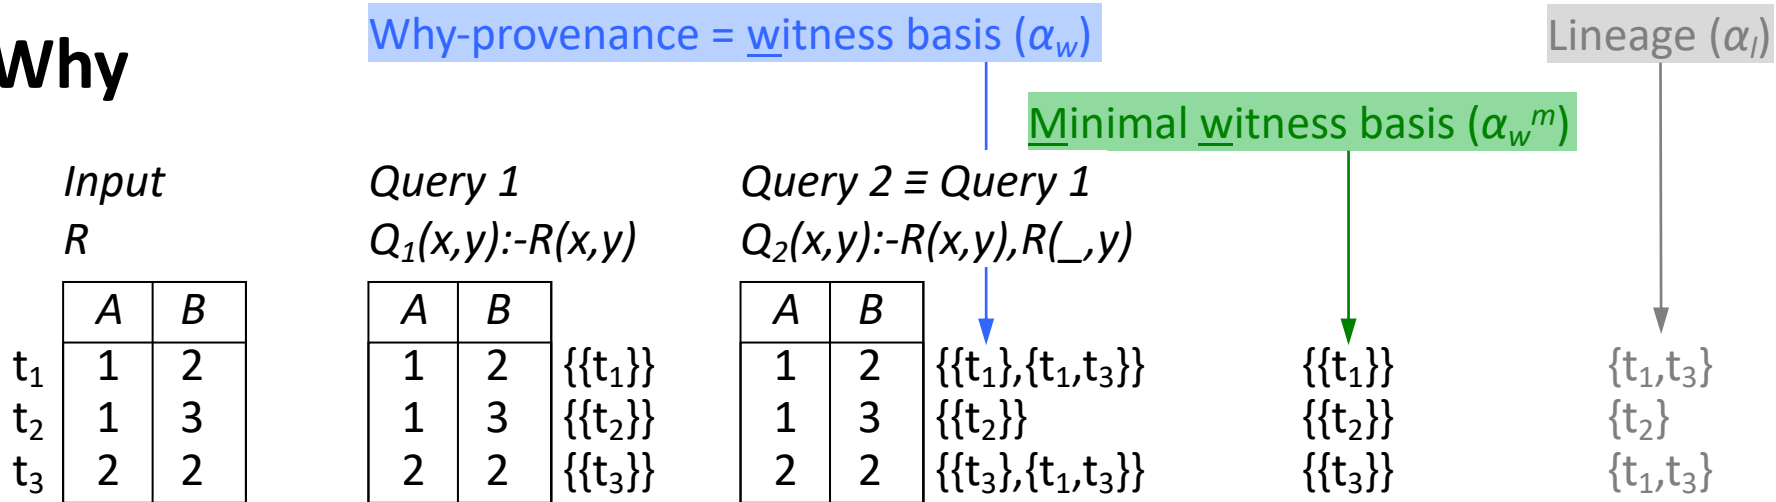 Why
Why-provenance = witness basis (αw)
Lineage (αl)
Minimal witness basis (αwᵐ)
Input
Query 1
Query 2 ≡ Query 1
R
Q₁(x,y):-R(x,y)
Q₂(x,y):-R(x,y),R(_,y)
A B A B A B
t₁ 1 2 1 2 {{t₁}} 1 2 {{t₁},{t₁,t₃}} {{t₁}} {t₁,t₃}
t₂ 1 3 1 3 {{t₂}} 1 3 {{t₂}} {{t₂}} {t₂}
t₃ 2 2 2 2 {{t₃}} 2 2 {{t₃},{t₁,t₃}} {{t₃}} {t₁,t₃}